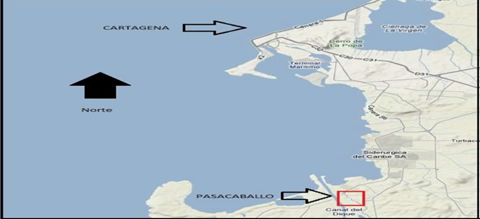 CARTAGENA
Ciénaga de
La Virgen
Cerro de
La Popa
Terminal
Marítimo
Norte
Siderúrgica
del Caribe SA
Turbaco
PASACABALLO
Canal del
Dique